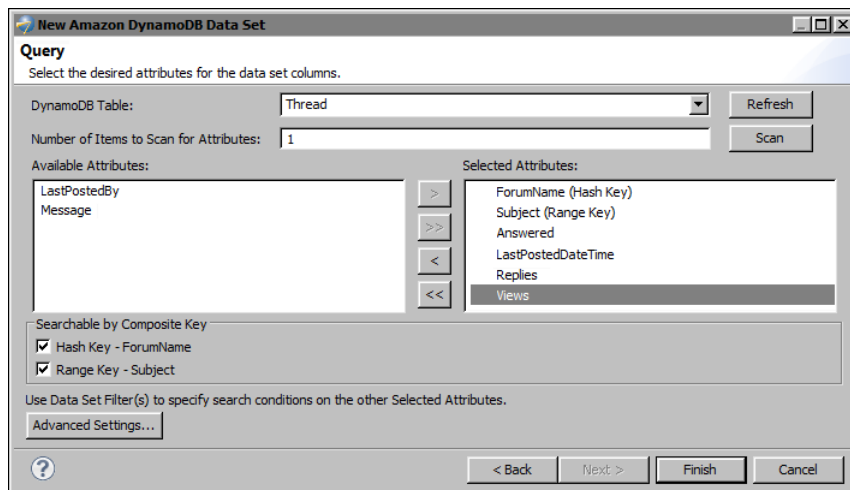 New Amazon DynamoDB Data Set
Query
Select the desired attributes for the data set columns.
DynamoDB Table: Thread Refresh
Number of Items to Scan for Attributes: 1 Scan
Available Attributes: Selected Attributes:
LastPostedBy
Message
>
>>
<
<<
ForumName (Hash Key)
Subject (Range Key)
Answered
LastPostedDateTime
Replies
Views
Searchable by Composite Key
Hash Key - ForumName
Range Key - Subject
Use Data Set Filter(s) to specify search conditions on the other Selected Attributes.
Advanced Settings...
? < Back Next > Finish Cancel